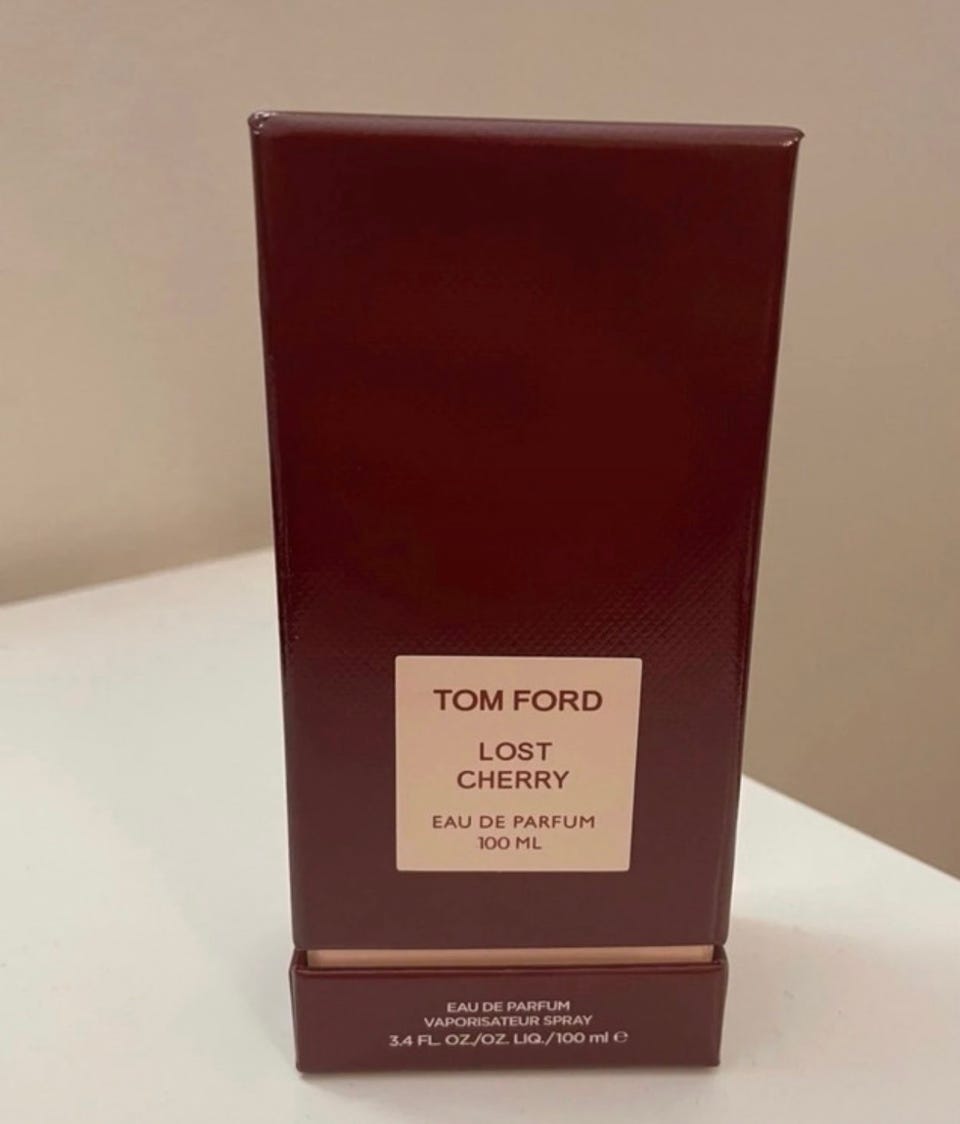 TOM FORD
LOST
CHERRY
EAU DE PARFUM
100 ML
EAU DE PARFUM
VAPORISATEUR SPRAY
3.4 FL. OZ./OZ. LIQ./100 ml ℮